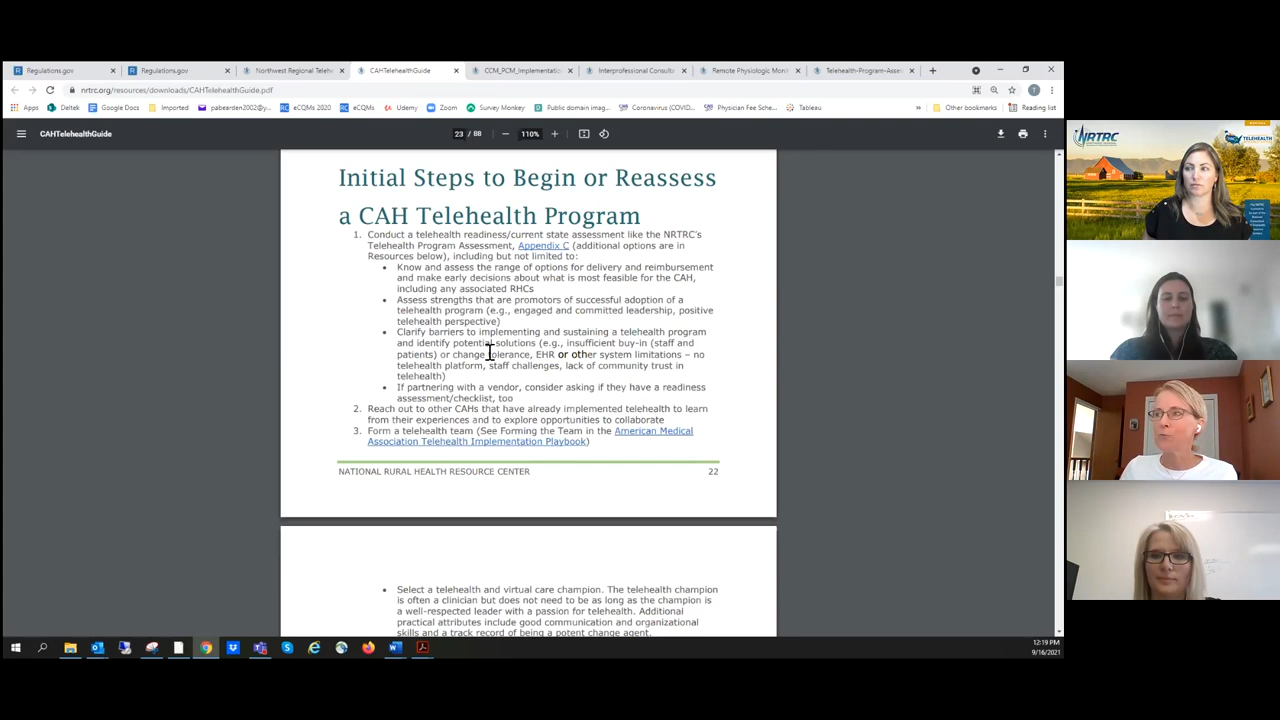 Regulations.gov
Regulations.gov
Northwest Regional Teleh
CAHTelehealthGuide
CCM_PCM_Implementatio
Interprofessional Consulta
Remote Physiologic Monit
Telehealth-Program-Asse
nrtrc.org/resources/downloads/CAHTelehealthGuide.pdf
Apps
Deltek
Google Docs
Imported
pabearden2002@y...
eCQMs 2020
eCQMs
Udemy
Zoom
Survey Monkey
Public domain imag...
Coronavirus (COVID...
Physician Fee Sche...
Tableau
»
Other bookmarks
Reading list
CAHTelehealthGuide
23 / 88
110%
Initial Steps to Begin or Reassess
a CAH Telehealth Program
1. Conduct a telehealth readiness/current state assessment like the NRTRC's
Telehealth Program Assessment, Appendix C (additional options are in
Resources below), including but not limited to:
• Know and assess the range of options for delivery and reimbursement
and make early decisions about what is most feasible for the CAH,
including any associated RHCs
• Assess strengths that are promotors of successful adoption of a
telehealth program (e.g., engaged and committed leadership, positive
telehealth perspective)
• Clarify barriers to implementing and sustaining a telehealth program
and identify potential solutions (e.g., insufficient buy-in (staff and
patients) or change tolerance, EHR or other system limitations – no
telehealth platform, staff challenges, lack of community trust in
telehealth)
• If partnering with a vendor, consider asking if they have a readiness
assessment/checklist, too
2. Reach out to other CAHs that have already implemented telehealth to learn
from their experiences and to explore opportunities to collaborate
3. Form a telehealth team (See Forming the Team in the American Medical
Association Telehealth Implementation Playbook)
NATIONAL RURAL HEALTH RESOURCE CENTER
22
• Select a telehealth and virtual care champion. The telehealth champion
is often a clinician but does not need to be as long as the champion is
a well-respected leader with a passion for telehealth. Additional
practical attributes include good communication and organizational
skills and a track record of being a potent change agent.
12:19 PM
9/16/2021
NRTRC
TELEHEALTH